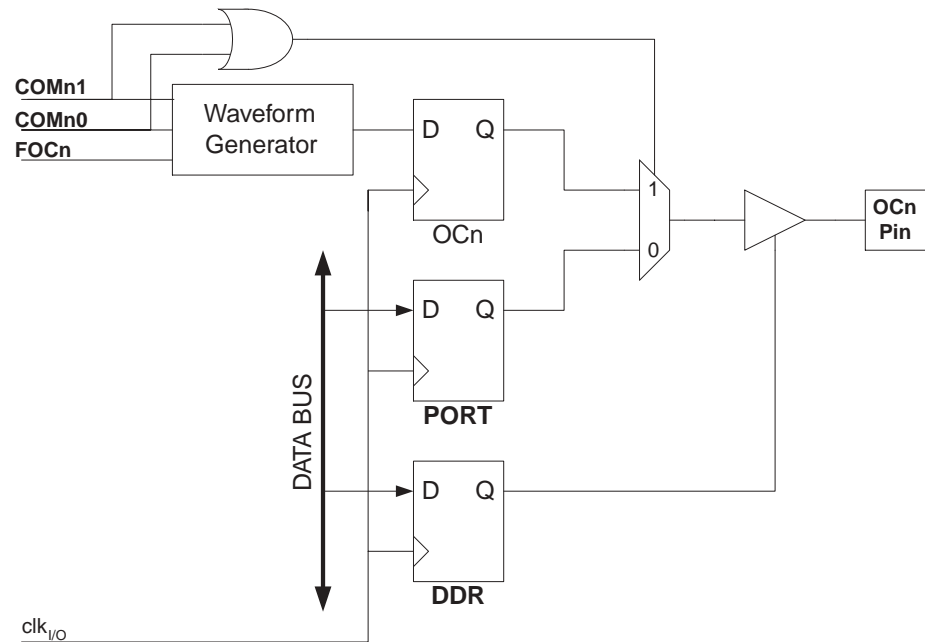 COMn1
COMn0
FOCn
Waveform
Generator
D Q
OCn
1
0
OCn
Pin
D Q
PORT
D Q
DDR
DATA BUS
clkI/O